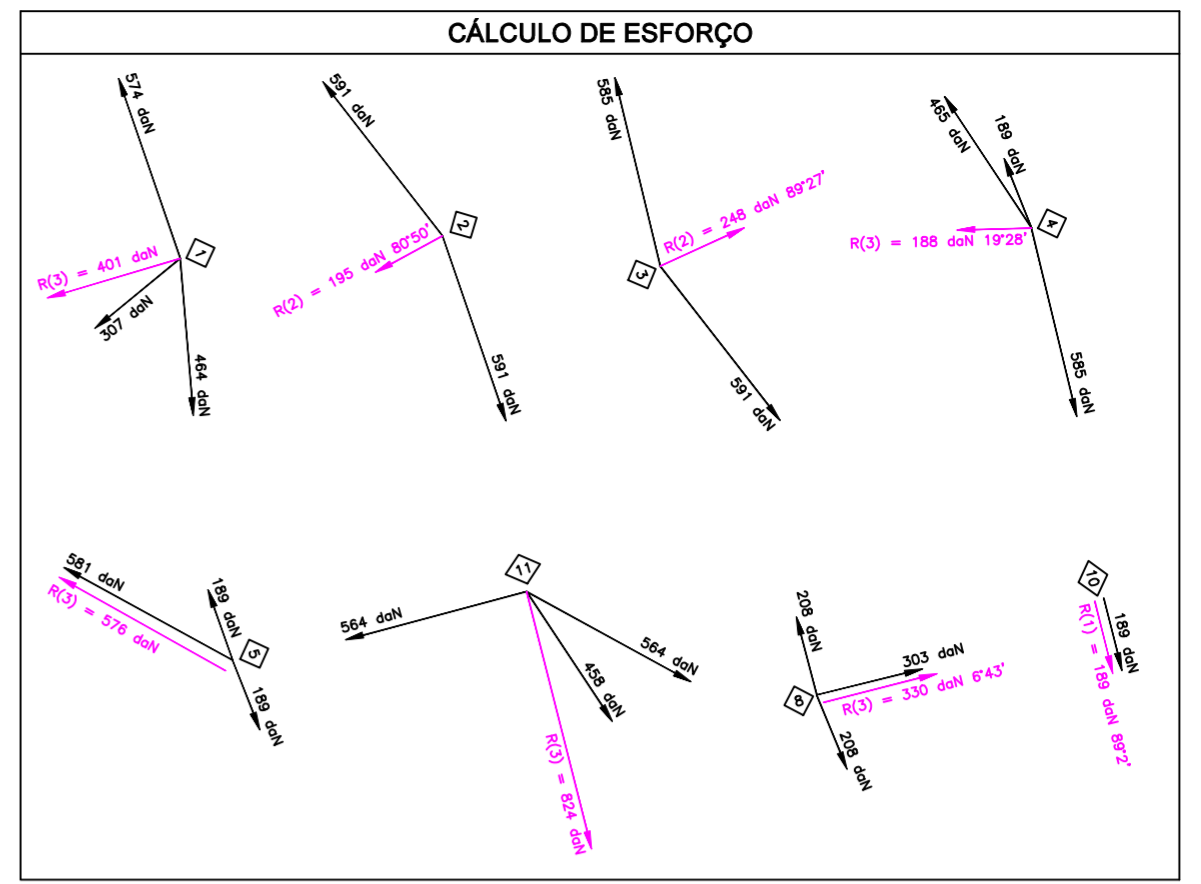 CÁLCULO DE ESFORÇO
574 daN
R(3) = 401 daN
307 daN
464 daN
1
591 daN
R(2) = 195 daN 80°50'
591 daN
2
585 daN
R(2) = 248 daN 89°27'
591 daN
3
465 daN
189 daN
R(3) = 188 daN 19°28'
585 daN
4
581 daN
R(3) = 576 daN
189 daN
189 daN
5
11
564 daN
564 daN
458 daN
R(3) = 824 daN
208 daN
303 daN
R(3) = 330 daN 6°43'
208 daN
8
10
189 daN
R(1) = 189 daN 89°2'